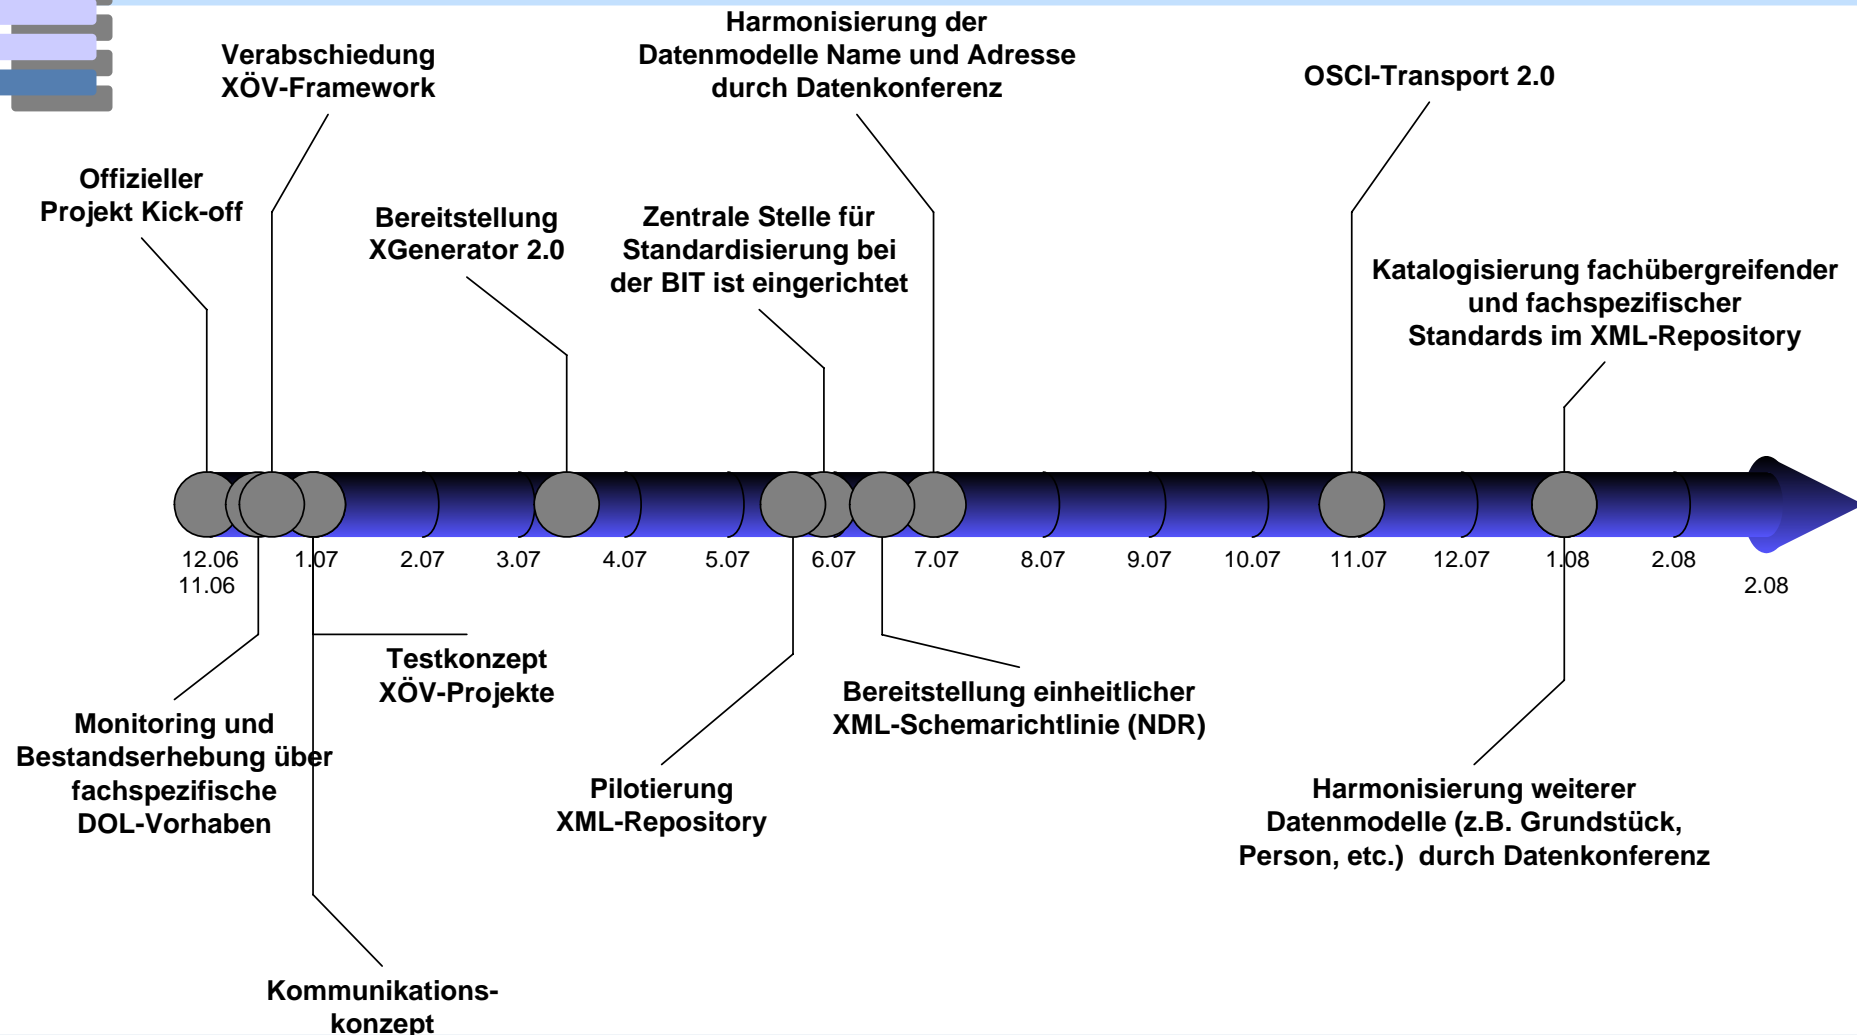 Verabschiedung
XÖV-Framework
Harmonisierung der
Datenmodelle Name und Adresse
durch Datenkonferenz
OSCI-Transport 2.0
Offizieller
Projekt Kick-off
Bereitstellung
XGenerator 2.0
Zentrale Stelle für
Standardisierung bei
der BIT ist eingerichtet
Katalogisierung fachübergreifender
und fachspezifischer
Standards im XML-Repository
12.06 1.07 2.07 3.07 4.07 5.07 6.07 7.07 8.07 9.07 10.07 11.07 12.07 1.08 2.08
11.06 2.08
Testkonzept
XÖV-Projekte
Monitoring und
Bestandserhebung über
fachspezifische
DOL-Vorhaben
Bereitstellung einheitlicher
XML-Schemarichtlinie (NDR)
Pilotierung
XML-Repository
Harmonisierung weiterer
Datenmodelle (z.B. Grundstück,
Person, etc.)  durch Datenkonferenz
Kommunikations-
konzept